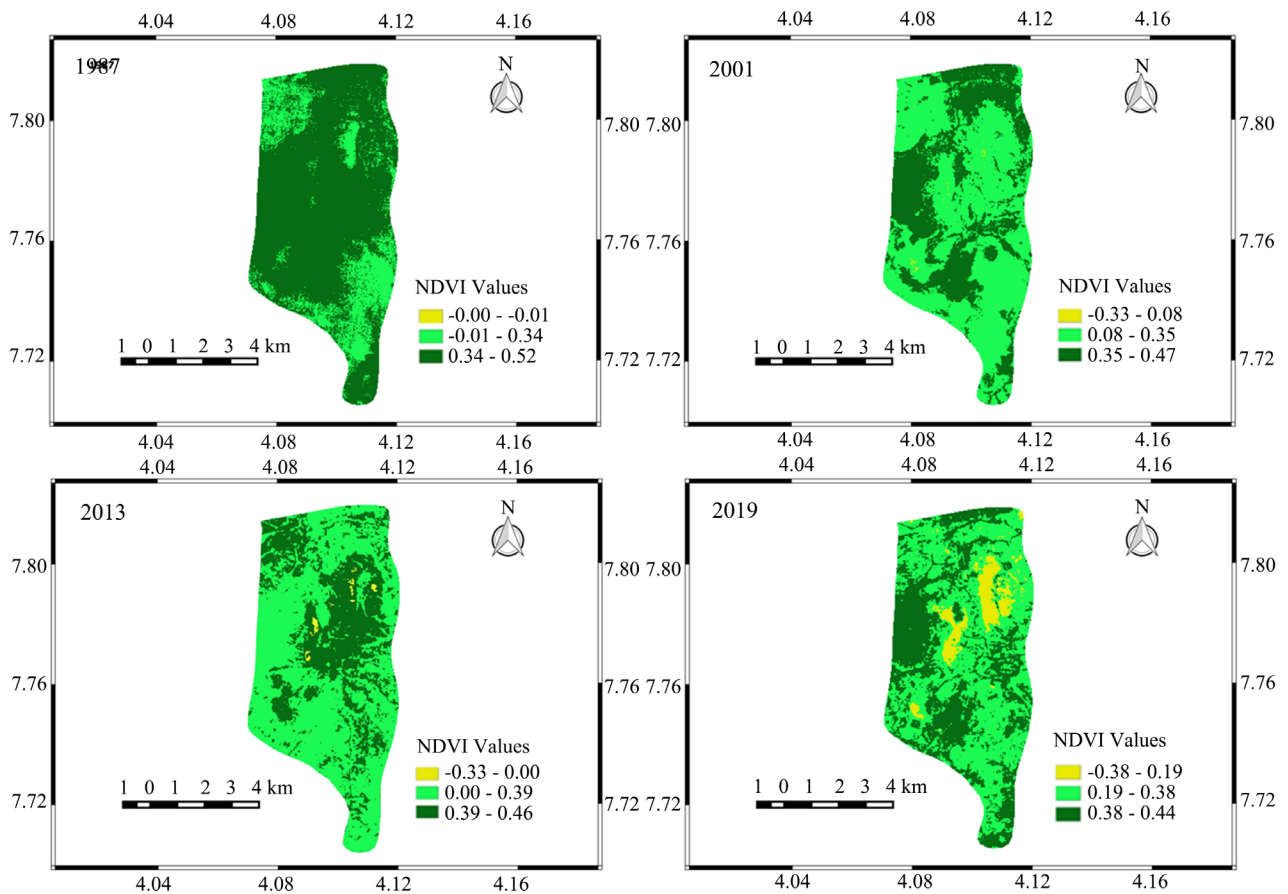 4.04 4.08 4.12 4.16
1987
N
7.80 7.80
7.76 7.76
NDVI Values
-0.00 - -0.01
-0.01 - 0.34
0.34 - 0.52
1 0 1 2 3 4 km
7.72 7.72
4.04 4.08 4.12 4.16
4.04 4.08 4.12 4.16
2001
N
7.80 7.80
7.76 7.76
NDVI Values
-0.33 - 0.08
0.08 - 0.35
0.35 - 0.47
1 0 1 2 3 4 km
7.72 7.72
4.04 4.08 4.12 4.16
4.04 4.08 4.12 4.16
2013
N
7.80 7.80
7.76 7.76
NDVI Values
-0.33 - 0.00
0.00 - 0.39
0.39 - 0.46
1 0 1 2 3 4 km
7.72 7.72
4.04 4.08 4.12 4.16
4.04 4.08 4.12 4.16
2019
N
7.80 7.80
7.76 7.76
NDVI Values
-0.38 - 0.19
0.19 - 0.38
0.38 - 0.44
1 0 1 2 3 4 km
7.72 7.72
4.04 4.08 4.12 4.16